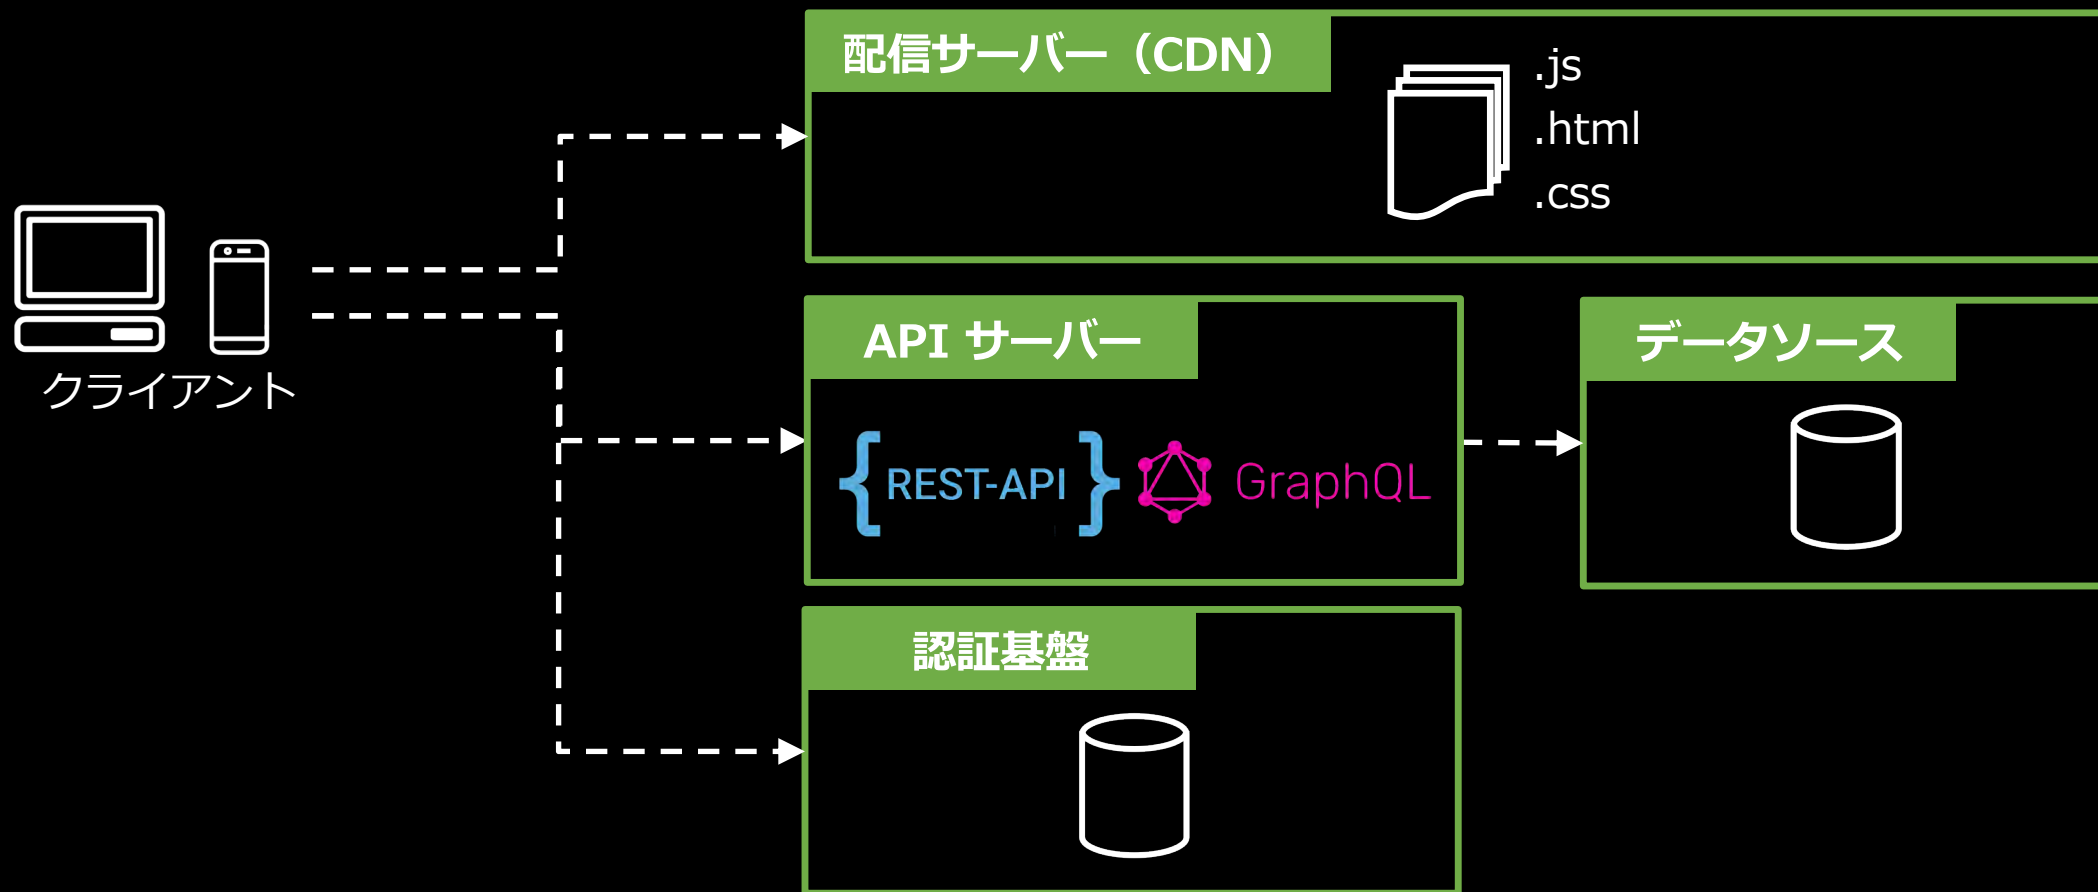 配信サーバー（CDN）
.js
.html
.css
クライアント
API サーバー
{REST-API}
GraphQL
データソース
認証基盤